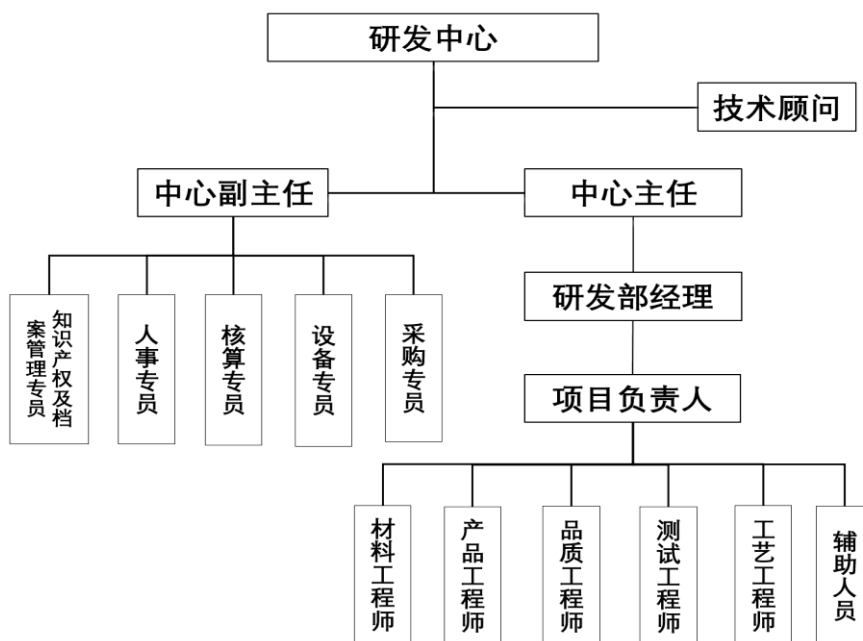 研发中心
技术顾问
中心副主任
中心主任
研发部经理
项目负责人
知识产权及档
案管理专员
人事专员
核算专员
设备专员
采购专员
材料工程师
产品工程师
品质工程师
测试工程师
工艺工程师
辅助人员